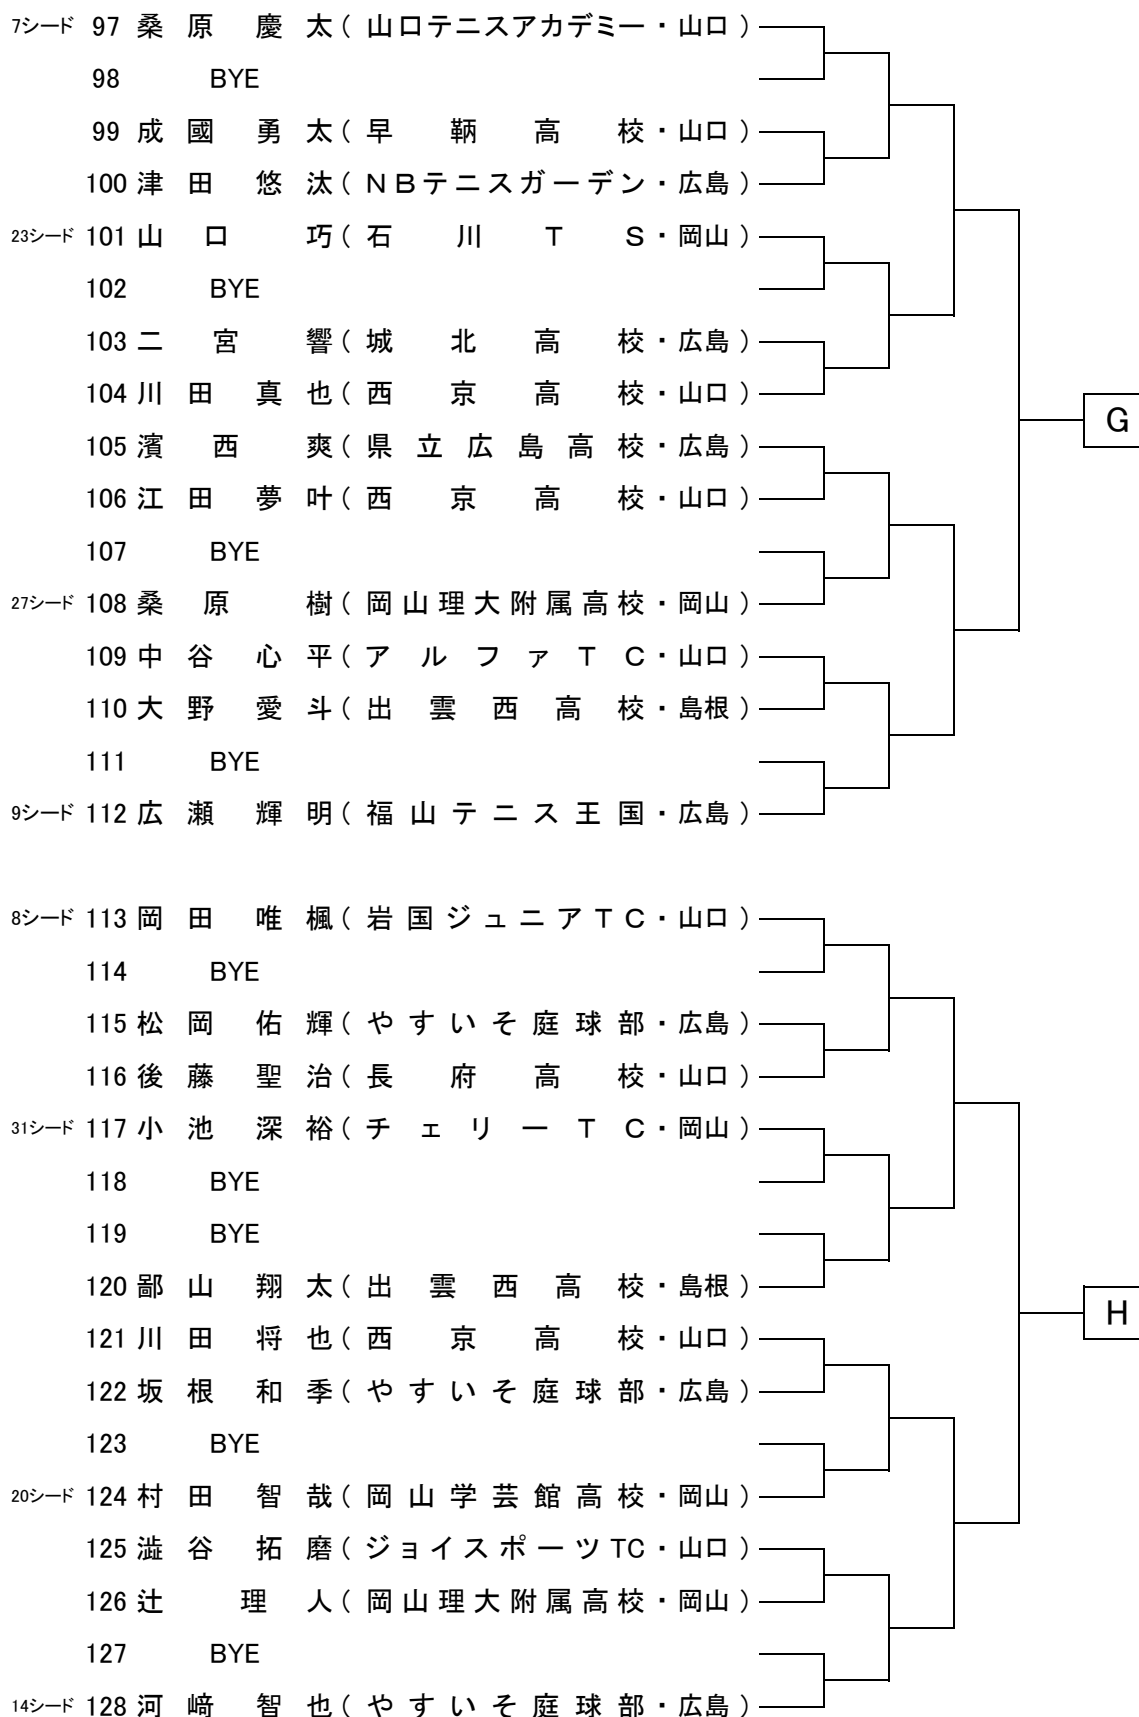 7シード 97 桑原 慶太(山口テニスアカデミー・山口)
98 BYE
99 成國 勇太(早鞆高校・山口)
100 津田 悠汰(NBテニスガーデン・広島)
23シード 101 山口 巧(石川TS・岡山)
102 BYE
103 二宮 響(城北高校・広島)
104 川田 真也(西京高校・山口)
G
105 濱西 爽(県立広島高校・広島)
106 江田 夢叶(西京高校・山口)
107 BYE
27シード 108 桑原 樹(岡山理大附属高校・岡山)
109 中谷 心平(アルファTC・山口)
110 大野 愛斗(出雲西高校・島根)
111 BYE
9シード 112 広瀬 輝明(福山テニス王国・広島)
8シード 113 岡田 唯楓(岩国ジュニアTC・山口)
114 BYE
115 松岡 佑輝(やすいそ庭球部・広島)
116 後藤 聖治(長府高校・山口)
31シード 117 小池 深裕(チェリーTC・岡山)
118 BYE
119 BYE
120 鄙山 翔太(出雲西高校・島根)
H
121 川田 将也(西京高校・山口)
122 坂根 和季(やすいそ庭球部・広島)
123 BYE
20シード 124 村田 智哉(岡山学芸館高校・岡山)
125 澁谷 拓磨(ジョイスポーツTC・山口)
126 辻 理人(岡山理大附属高校・岡山)
127 BYE
14シード 128 河﨑 智也(やすいそ庭球部・広島)